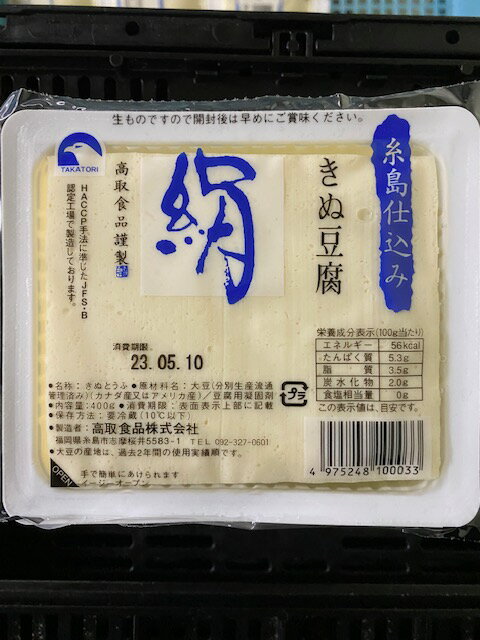 生ものですので開封後は早めにご賞味ください。
TAKATORI
糸島仕込み
きぬ豆腐
絹
高取食品謹製
HACCP手法に準じたJFS-B
認定工場で製造しております。
消費期限
23.05.10
栄養成分表示(100g当たり)
エネルギー 56kcal
たんぱく質 5.3g
脂質 3.5g
炭水化物 2.0g
食塩相当量 0g
この表示値は、目安です。
●名称：きぬとうふ●原材料名：大豆(分別生産流通
管理済み)(カナダ産又はアメリカ産)／豆腐用凝固剤
●内容量:400g●消費期限：表面表示上部に記載
●保存方法：要冷蔵(10℃以下)
●製造者：高取食品株式会社
福岡県糸島市志摩桜井5583-1 TEL 092-327-0601
●大豆の産地は、過去2年間の使用実績順です。
プラ
OPEN
手で簡単にあけられます
イージーオープン
4 975248 100033